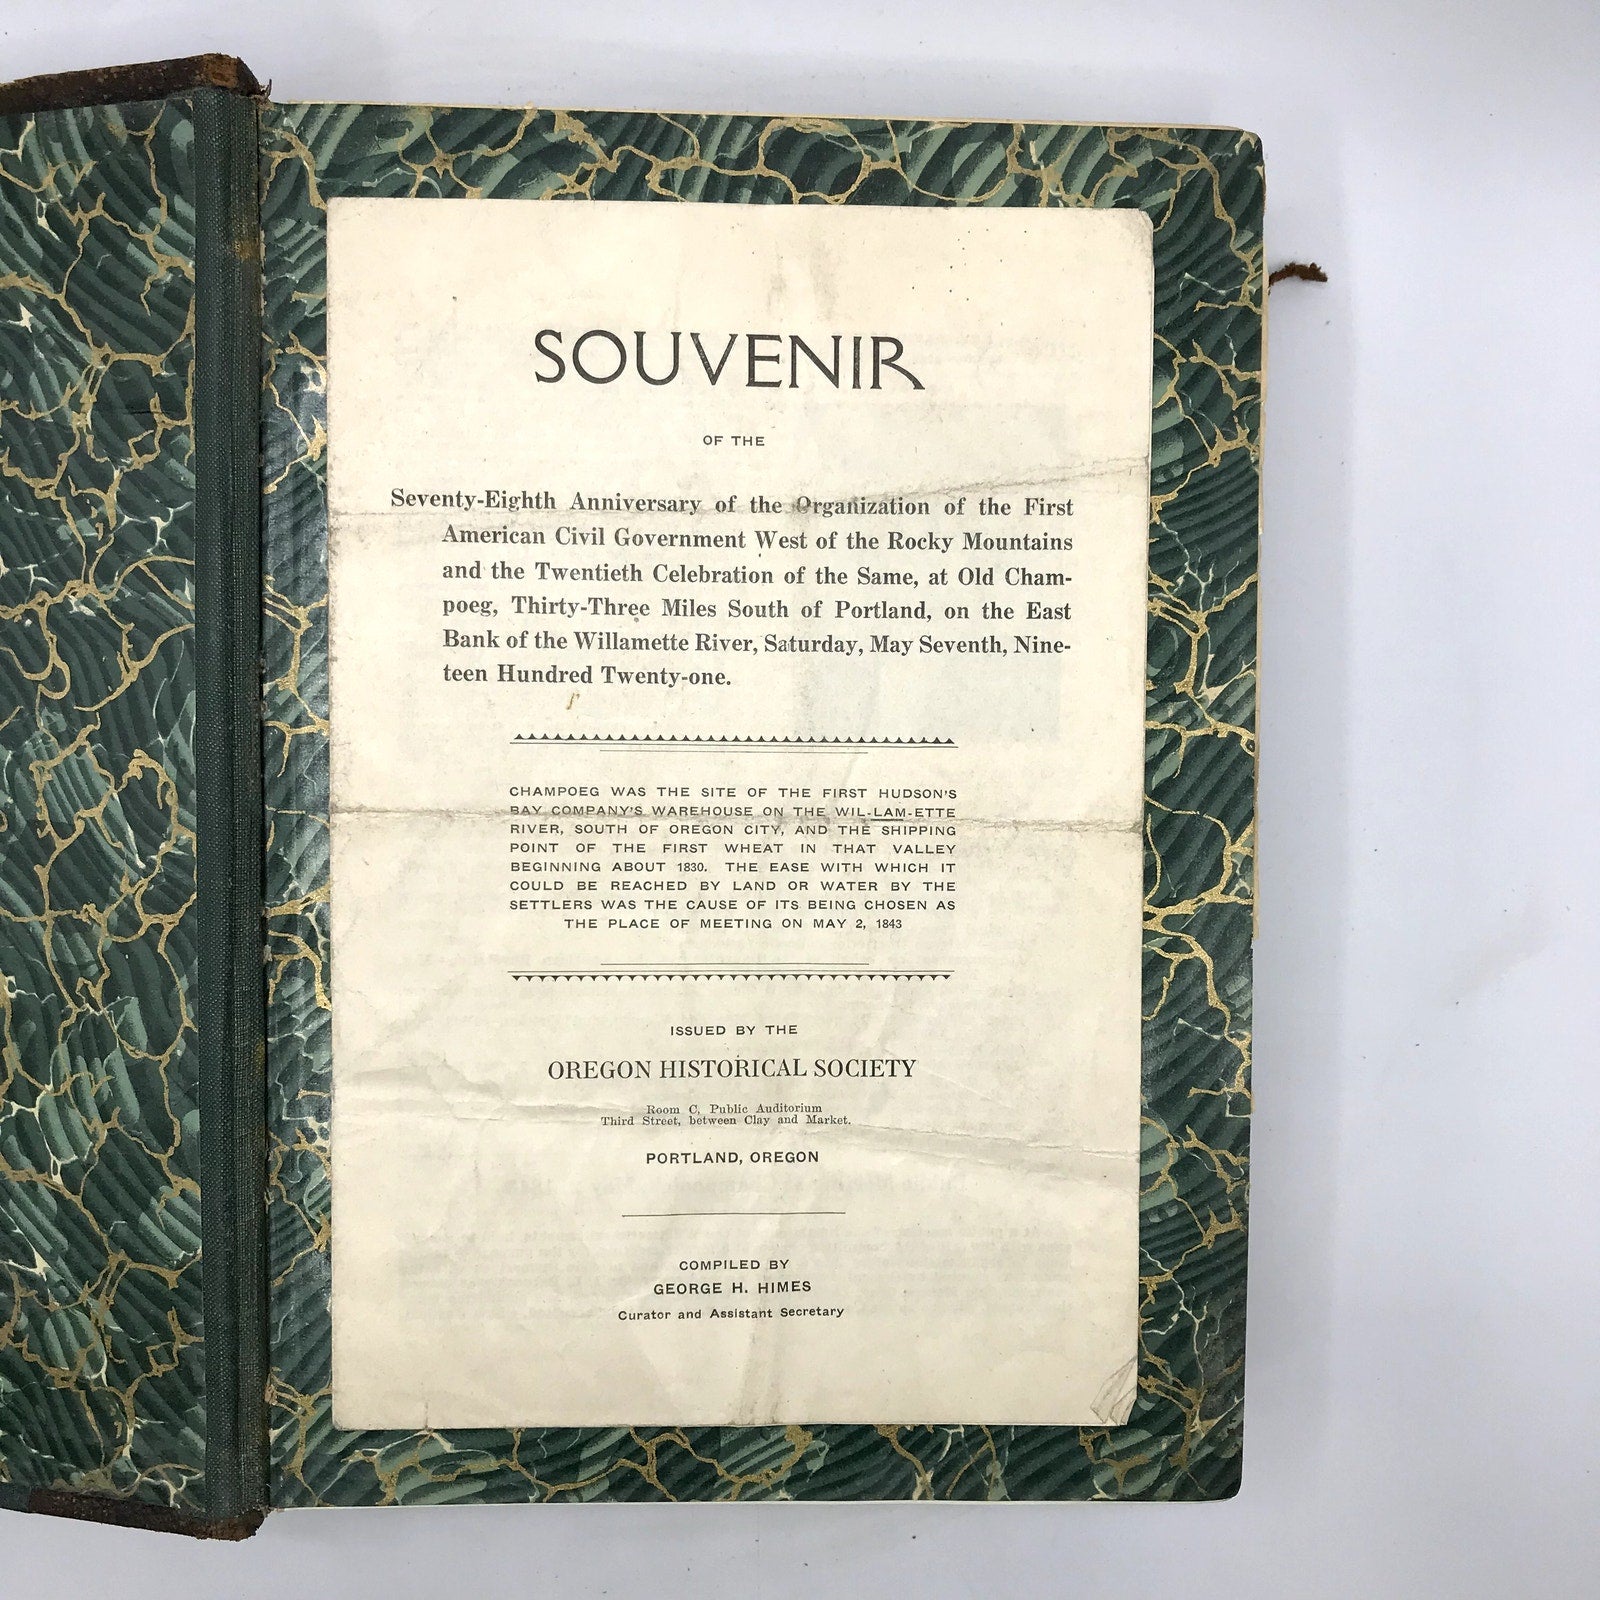 SOUVENIR
OF THE
Seventy-Eighth Anniversary of the Organization of the First
American Civil Government West of the Rocky Mountains
and the Twentieth Celebration of the Same, at Old Cham-
poeg, Thirty-Three Miles South of Portland, on the East
Bank of the Willamette River, Saturday, May Seventh, Nine-
teen Hundred Twenty-one.
CHAMPOEG WAS THE SITE OF THE FIRST HUDSON'S
BAY COMPANY'S WAREHOUSE ON THE WIL-LAM-ETTE
RIVER, SOUTH OF OREGON CITY, AND THE SHIPPING
POINT OF THE FIRST WHEAT IN THAT VALLEY
BEGINNING ABOUT 1830. THE EASE WITH WHICH IT
COULD BE REACHED BY LAND OR WATER BY THE
SETTLERS WAS THE CAUSE OF ITS BEING CHOSEN AS
THE PLACE OF MEETING ON MAY 2, 1843
ISSUED BY THE
OREGON HISTORICAL SOCIETY
Room C, Public Auditorium
Third Street, between Clay and Market.
PORTLAND, OREGON
COMPILED BY
GEORGE H. HIMES
Curator and Assistant Secretary